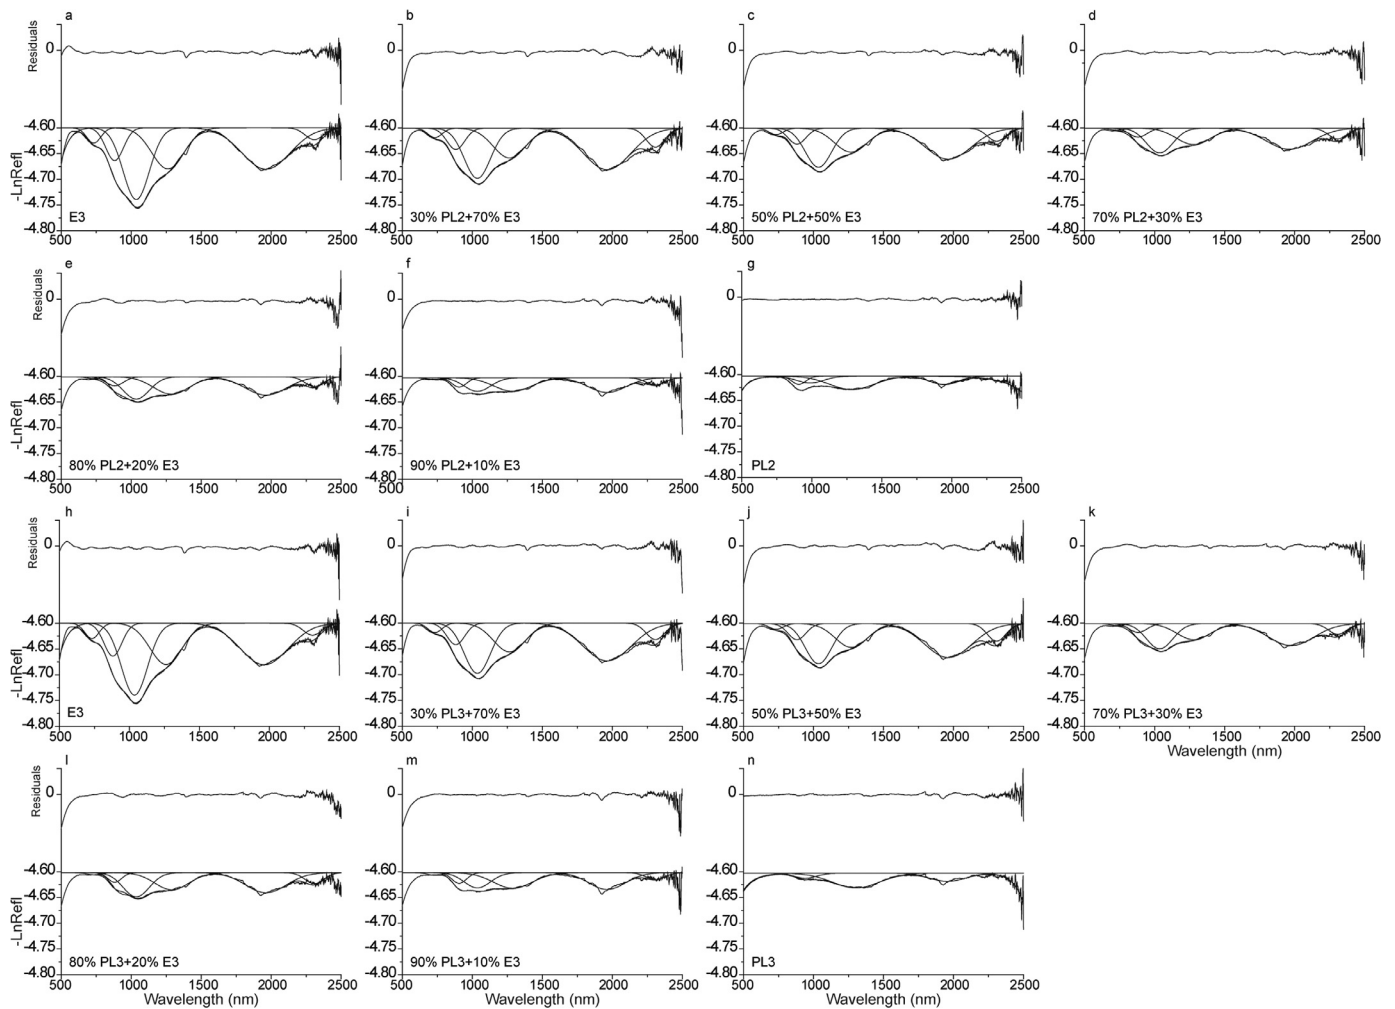 a b c d
Residuals 0 0 0 0
-LnRefl
-4.60 -4.60 -4.60 -4.60
-4.65 -4.65 -4.65 -4.65
-4.70 -4.70 -4.70 -4.70
-4.75 -4.75 -4.75 -4.75
E3 30% PL2+70% E3 50% PL2+50% E3 70% PL2+30% E3
-4.80 -4.80 -4.80 -4.80
500 1000 1500 2000 2500 500 1000 1500 2000 2500 500 1000 1500 2000 2500 500 1000 1500 2000 2500
e f g
Residuals 0 0 0
-LnRefl
-4.60 -4.60 -4.60
-4.65 -4.65 -4.65
-4.70 -4.70 -4.70
-4.75 -4.75 -4.75
80% PL2+20% E3 90% PL2+10% E3 PL2
-4.80 -4.80 -4.80
500 1000 1500 2000 2500 500 1000 1500 2000 2500 500 1000 1500 2000 2500
h i j k
Residuals 0 0 0 0
-LnRefl
-4.60 -4.60 -4.60 -4.60
-4.65 -4.65 -4.65 -4.65
-4.70 -4.70 -4.70 -4.70
-4.75 -4.75 -4.75 -4.75
E3 30% PL3+70% E3 50% PL3+50% E3 70% PL3+30% E3
-4.80 -4.80 -4.80 -4.80
500 1000 1500 2000 2500 500 1000 1500 2000 2500 500 1000 1500 2000 2500 500 1000 1500 2000 2500
Wavelength (nm)
l m n
Residuals 0 0 0
-LnRefl
-4.60 -4.60 -4.60
-4.65 -4.65 -4.65
-4.70 -4.70 -4.70
-4.75 -4.75 -4.75
80% PL3+20% E3 90% PL3+10% E3 PL3
-4.80 -4.80 -4.80
500 1000 1500 2000 2500 500 1000 1500 2000 2500 500 1000 1500 2000 2500
Wavelength (nm) Wavelength (nm) Wavelength (nm)